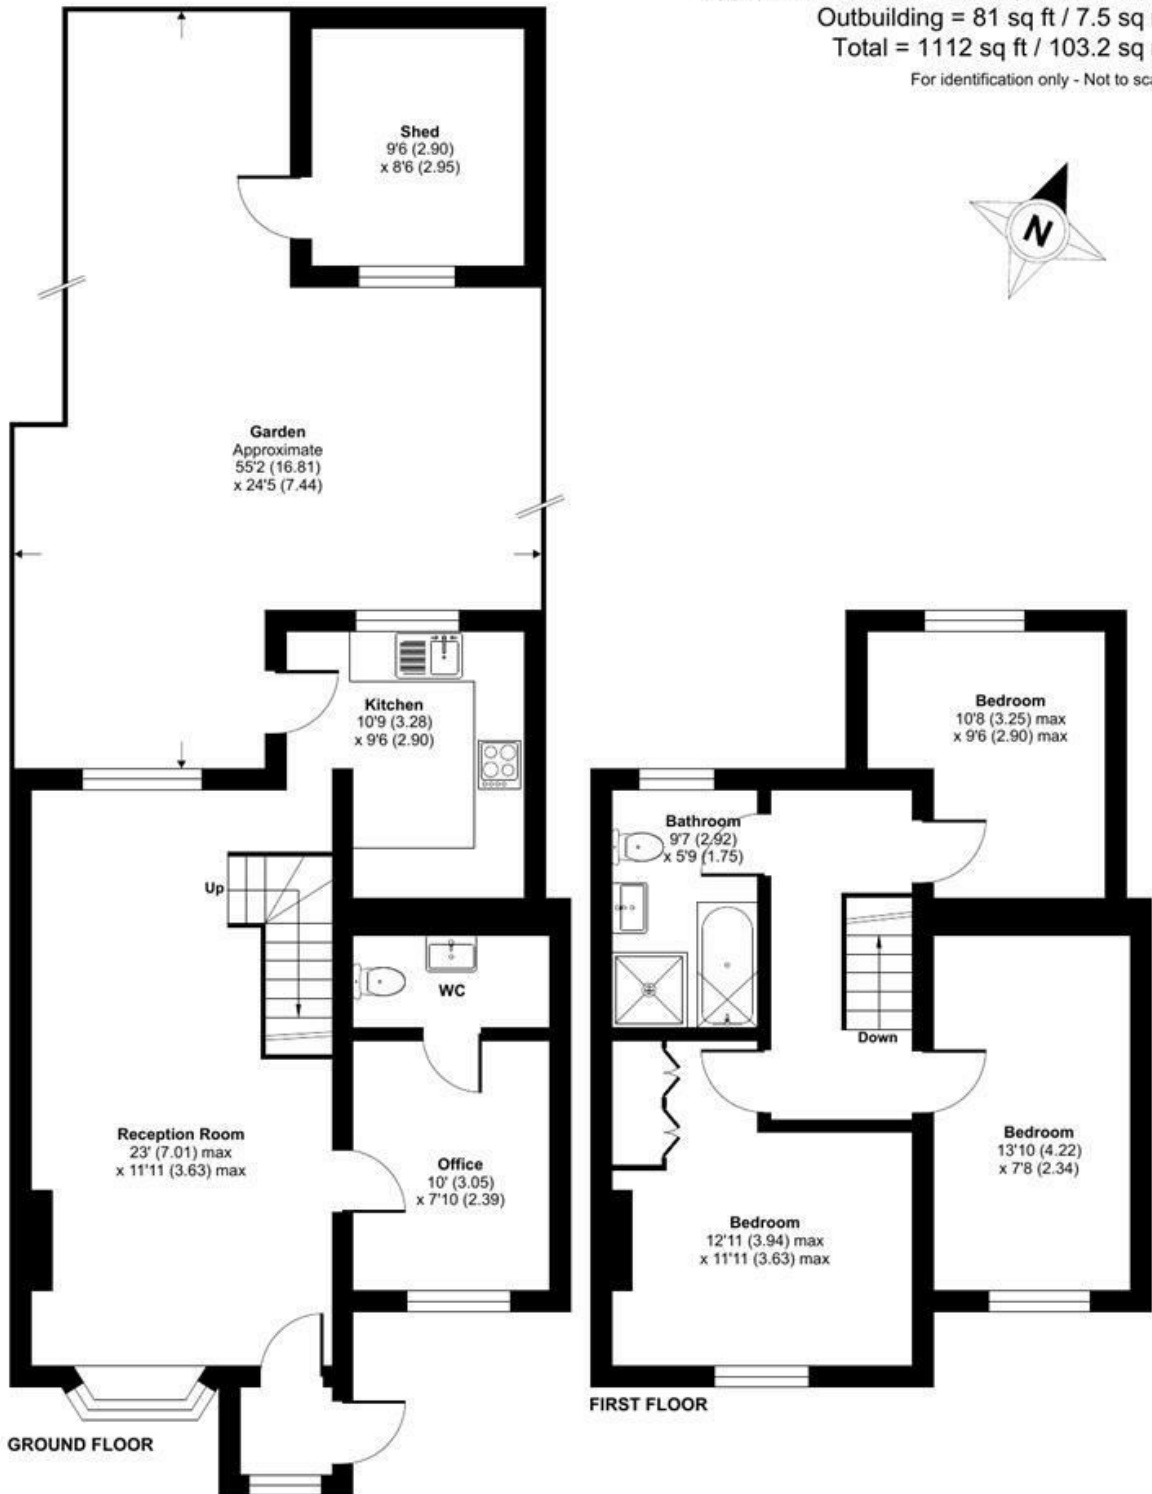 Outbuilding = 81 sq ft / 7.5 sq
Total = 1112 sq ft / 103.2 sq
For identification only - Not to
N
Shed
9'6 (2.90)
x 8'6 (2.95)
Garden
Approximate
55'2 (16.81)
x 24'5 (7.44)
Kitchen
10'9 (3.28)
x 9'6 (2.90)
Bedroom
10'8 (3.25) max
x 9'6 (2.90) max
Bathroom
9'7 (2.92)
x 5'9 (1.75)
Up
WC
Down
Reception Room
23' (7.01) max
x 11'11 (3.63) max
Office
10' (3.05)
x 7'10 (2.39)
Bedroom
13'10 (4.22)
x 7'8 (2.34)
Bedroom
12'11 (3.94) max
x 11'11 (3.63) max
FIRST FLOOR
GROUND FLOOR